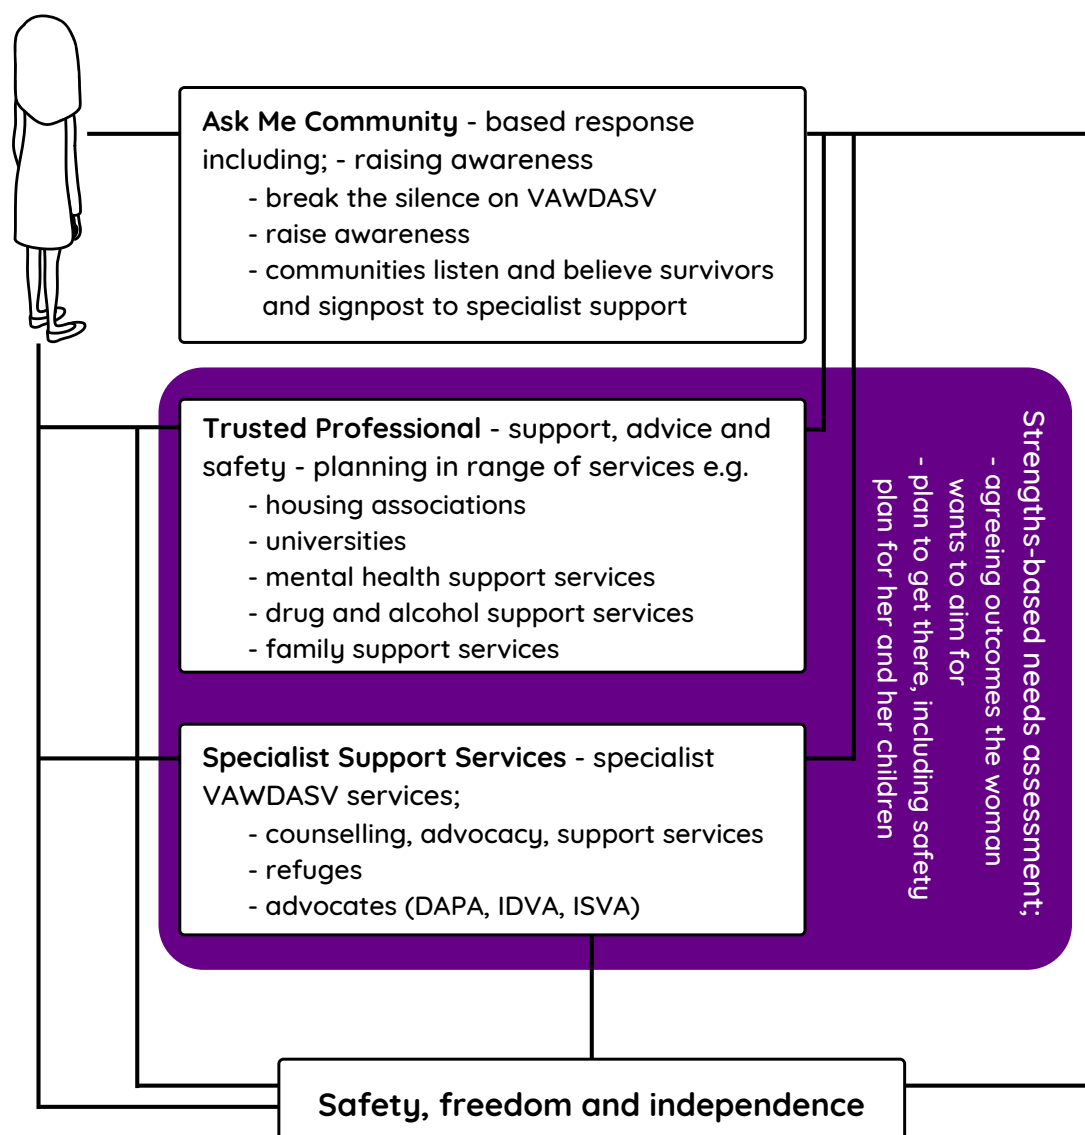 Ask Me Community - based response
including; - raising awareness
- break the silence on VAWDASV
- raise awareness
- communities listen and believe survivors
and signpost to specialist support
Trusted Professional - support, advice and
safety - planning in range of services e.g.
- housing associations
- universities
- mental health support services
- drug and alcohol support services
- family support services
Specialist Support Services - specialist
VAWDASV services;
- counselling, advocacy, support services
- refuges
- advocates (DAPA, IDVA, ISVA)
Strengths-based needs assessment;
- agreeing outcomes the woman
wants to aim for
- plan to get there, including safety
plan for her and her children
Safety, freedom and independence